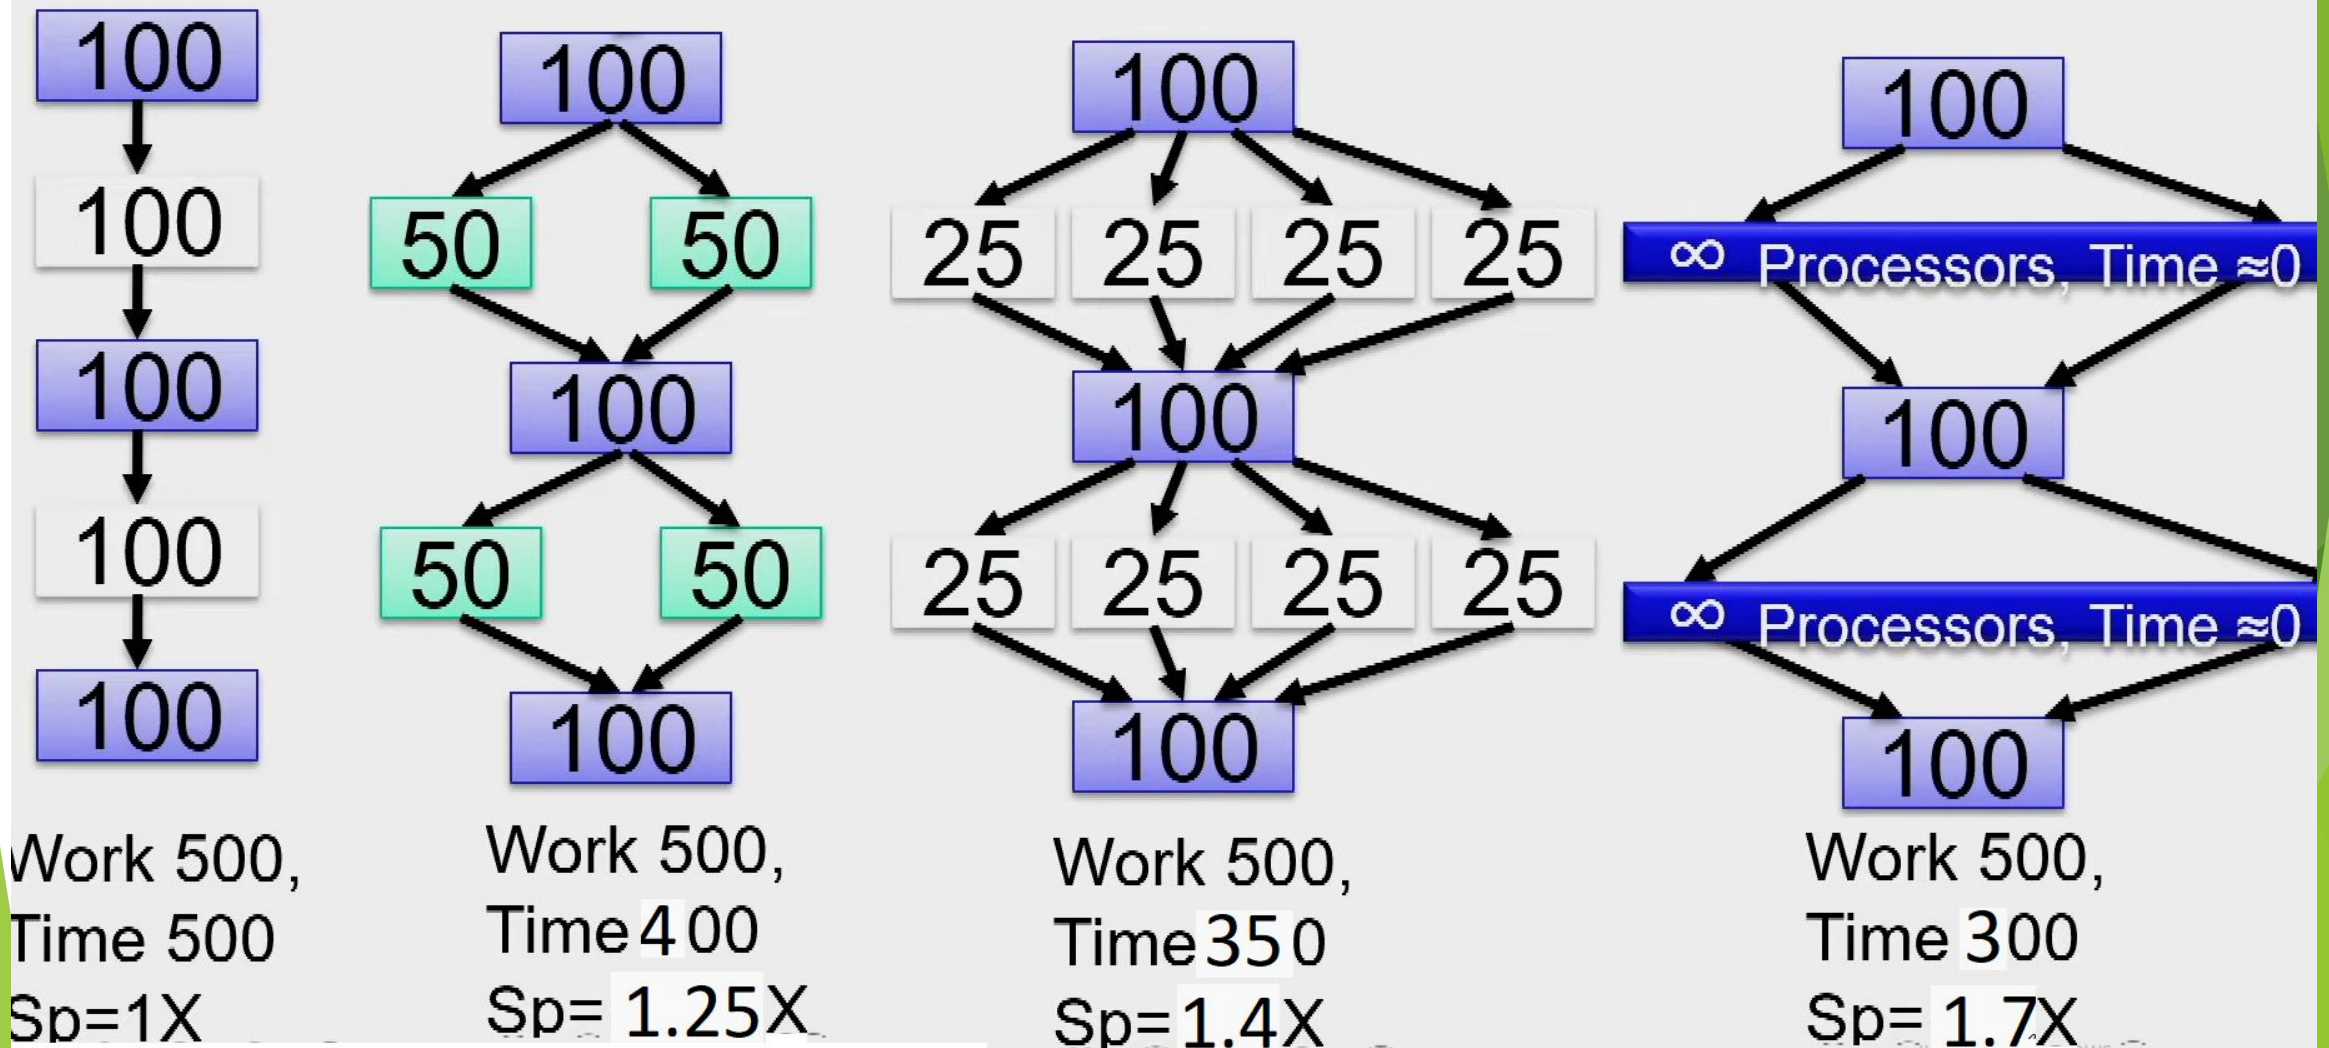 100
100
100
100
100
Work 500,
Time 500
Sp=1X
100
50 50
100
50 50
100
Work 500,
Time 400
Sp= 1.25X
100
25 25 25 25
100
25 25 25 25
100
Work 500,
Time 350
Sp=1.4X
100
∞ Processors, Time ≈0
100
∞ Processors, Time ≈0
100
Work 500,
Time 300
Sp= 1.7X